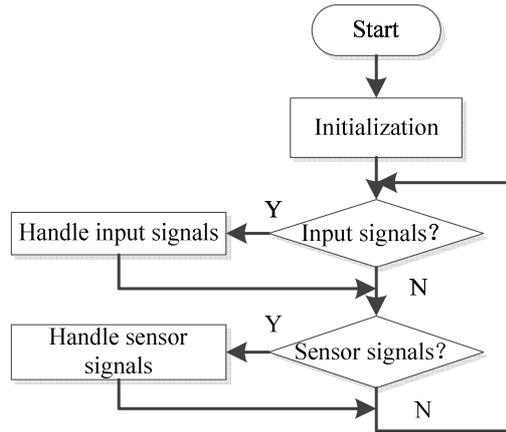 Start
Initialization
Y
Handle input signals
Input signals?
N
Y
Handle sensor
signals
Sensor signals?
N